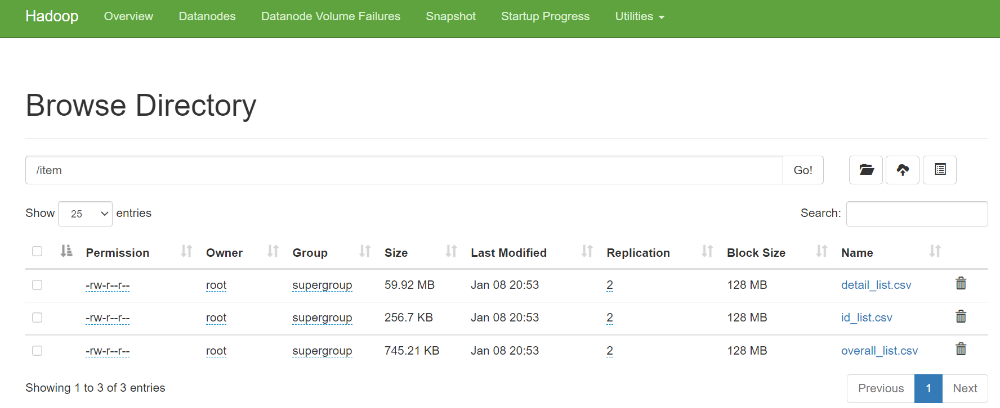 Hadoop Overview Datanodes Datanode Volume Failures Snapshot Startup Progress Utilities
Browse Directory
/item Go!
Show 25 entries Search:
Permission Owner Group Size Last Modified Replication Block Size Name
-rw-r--r-- root supergroup 59.92 MB Jan 08 20:53 2 128 MB detail_list.csv
-rw-r--r-- root supergroup 256.7 KB Jan 08 20:53 2 128 MB id_list.csv
-rw-r--r-- root supergroup 745.21 KB Jan 08 20:53 2 128 MB overall_list.csv
Showing 1 to 3 of 3 entries Previous 1 Next